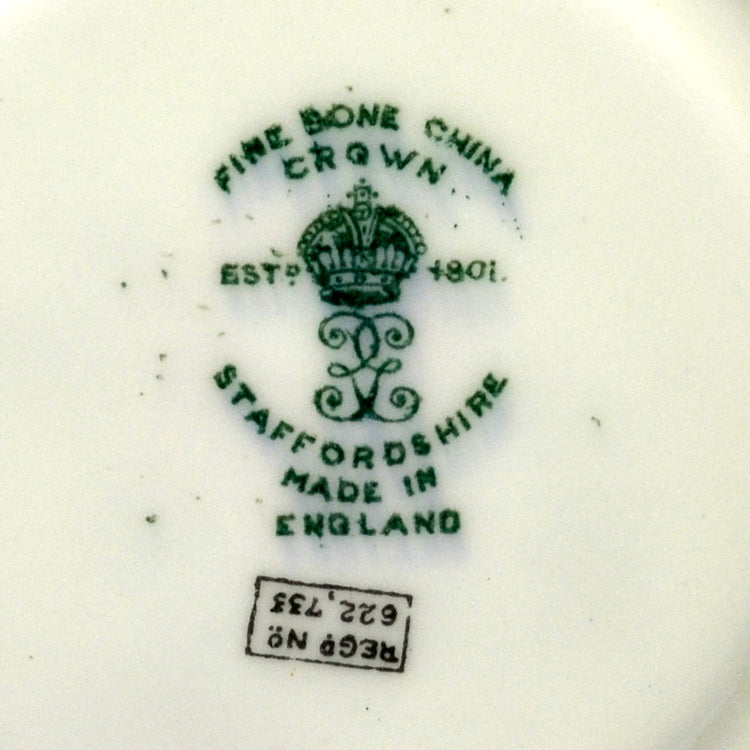 FINE BONE CHINA
CROWN
ESTD 1801.
STAFFORDSHIRE
MADE IN
ENGLAND
REGD No.
622,733